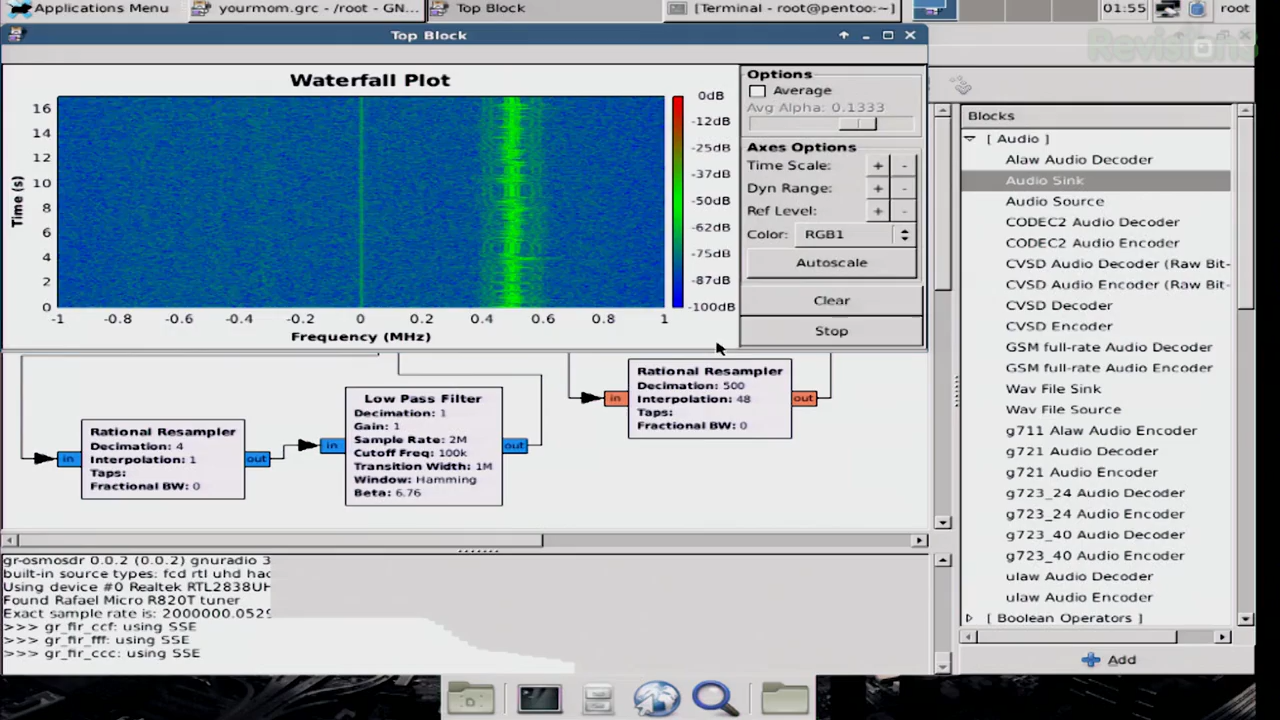 Applications Menu
yourmom.grc - /root - GN...
Top Block
[Terminal - root@pentoo:~]
01:55
root
Top Block
Revision3
Waterfall Plot
Time (s)
16
14
12
10
8
6
4
2
0
-1 -0.8 -0.6 -0.4 -0.2 0 0.2 0.4 0.6 0.8 1
Frequency (MHz)
0dB
-12dB
-25dB
-37dB
-50dB
-62dB
-75dB
-87dB
-100dB
Options
Average
Avg Alpha: 0.1333
Axes Options
Time Scale: + -
Dyn Range: + -
Ref Level: + -
Color: RGB1
Autoscale
Clear
Stop
Rational Resampler
Decimation: 4
Interpolation: 1
Taps:
Fractional BW: 0
in
out
Low Pass Filter
Decimation: 1
Gain: 1
Sample Rate: 2M
Cutoff Freq: 100k
Transition Width: 1M
Window: Hamming
Beta: 6.76
in
out
Rational Resampler
Decimation: 500
Interpolation: 48
Taps:
Fractional BW: 0
in
out
gr-osmosdr 0.0.2 (0.0.2) gnuradio 3
built-in source types: fcd rtl uhd hac
Using device #0 Realtek RTL2838UH
Found Rafael Micro R820T tuner
Exact sample rate is: 2000000.0529
>>> gr_fir_ccf: using SSE
>>> gr_fir_fff: using SSE
>>> gr_fir_ccc: using SSE
Blocks
[ Audio ]
Alaw Audio Decoder
Audio Sink
Audio Source
CODEC2 Audio Decoder
CODEC2 Audio Encoder
CVSD Audio Decoder (Raw Bit-
CVSD Audio Encoder (Raw Bit-
CVSD Decoder
CVSD Encoder
GSM full-rate Audio Decoder
GSM full-rate Audio Encoder
Wav File Sink
Wav File Source
g711 Alaw Audio Encoder
g721 Audio Decoder
g721 Audio Encoder
g723_24 Audio Decoder
g723_24 Audio Encoder
g723_40 Audio Decoder
g723_40 Audio Encoder
ulaw Audio Decoder
ulaw Audio Encoder
[ Boolean Operators ]
Add